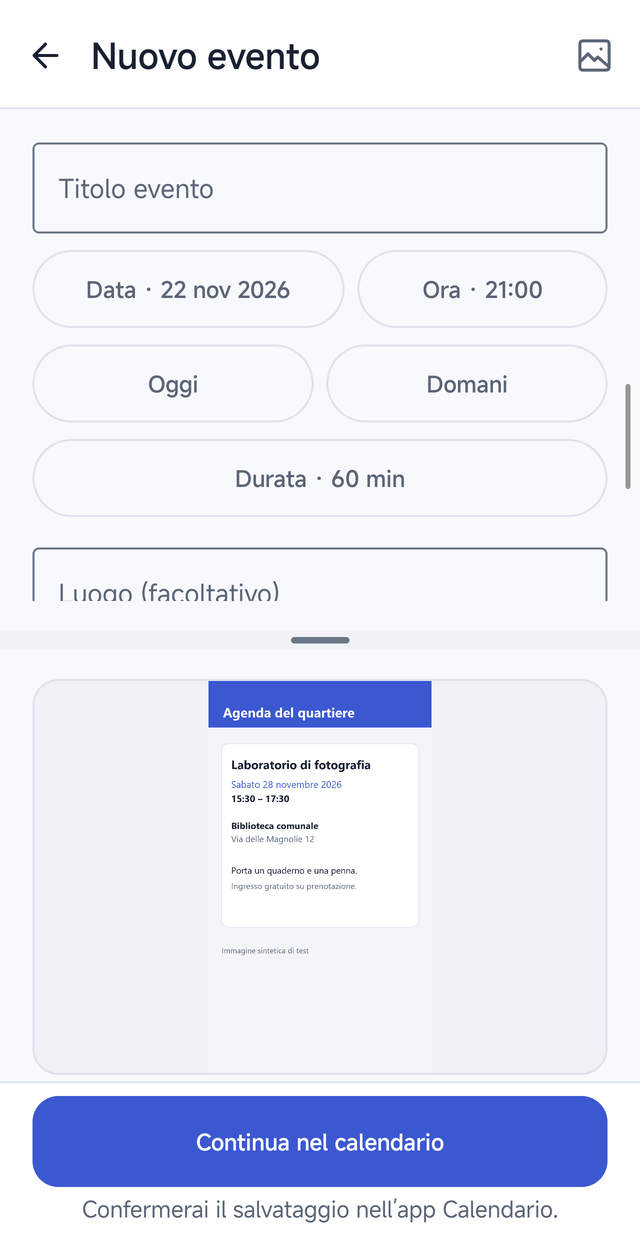 Nuovo evento
Titolo evento
Data · 22 nov 2026
Ora · 21:00
Oggi
Domani
Durata · 60 min
Luogo (facoltativo)
Agenda del quartiere
Laboratorio di fotografia
Sabato 28 novembre 2026
15:30 – 17:30
Biblioteca comunale
Via delle Magnolie 12
Porta un quaderno e una penna.
Ingresso gratuito su prenotazione.
Immagine sintetica di test
Continua nel calendario
Confermerai il salvataggio nell'app Calendario.